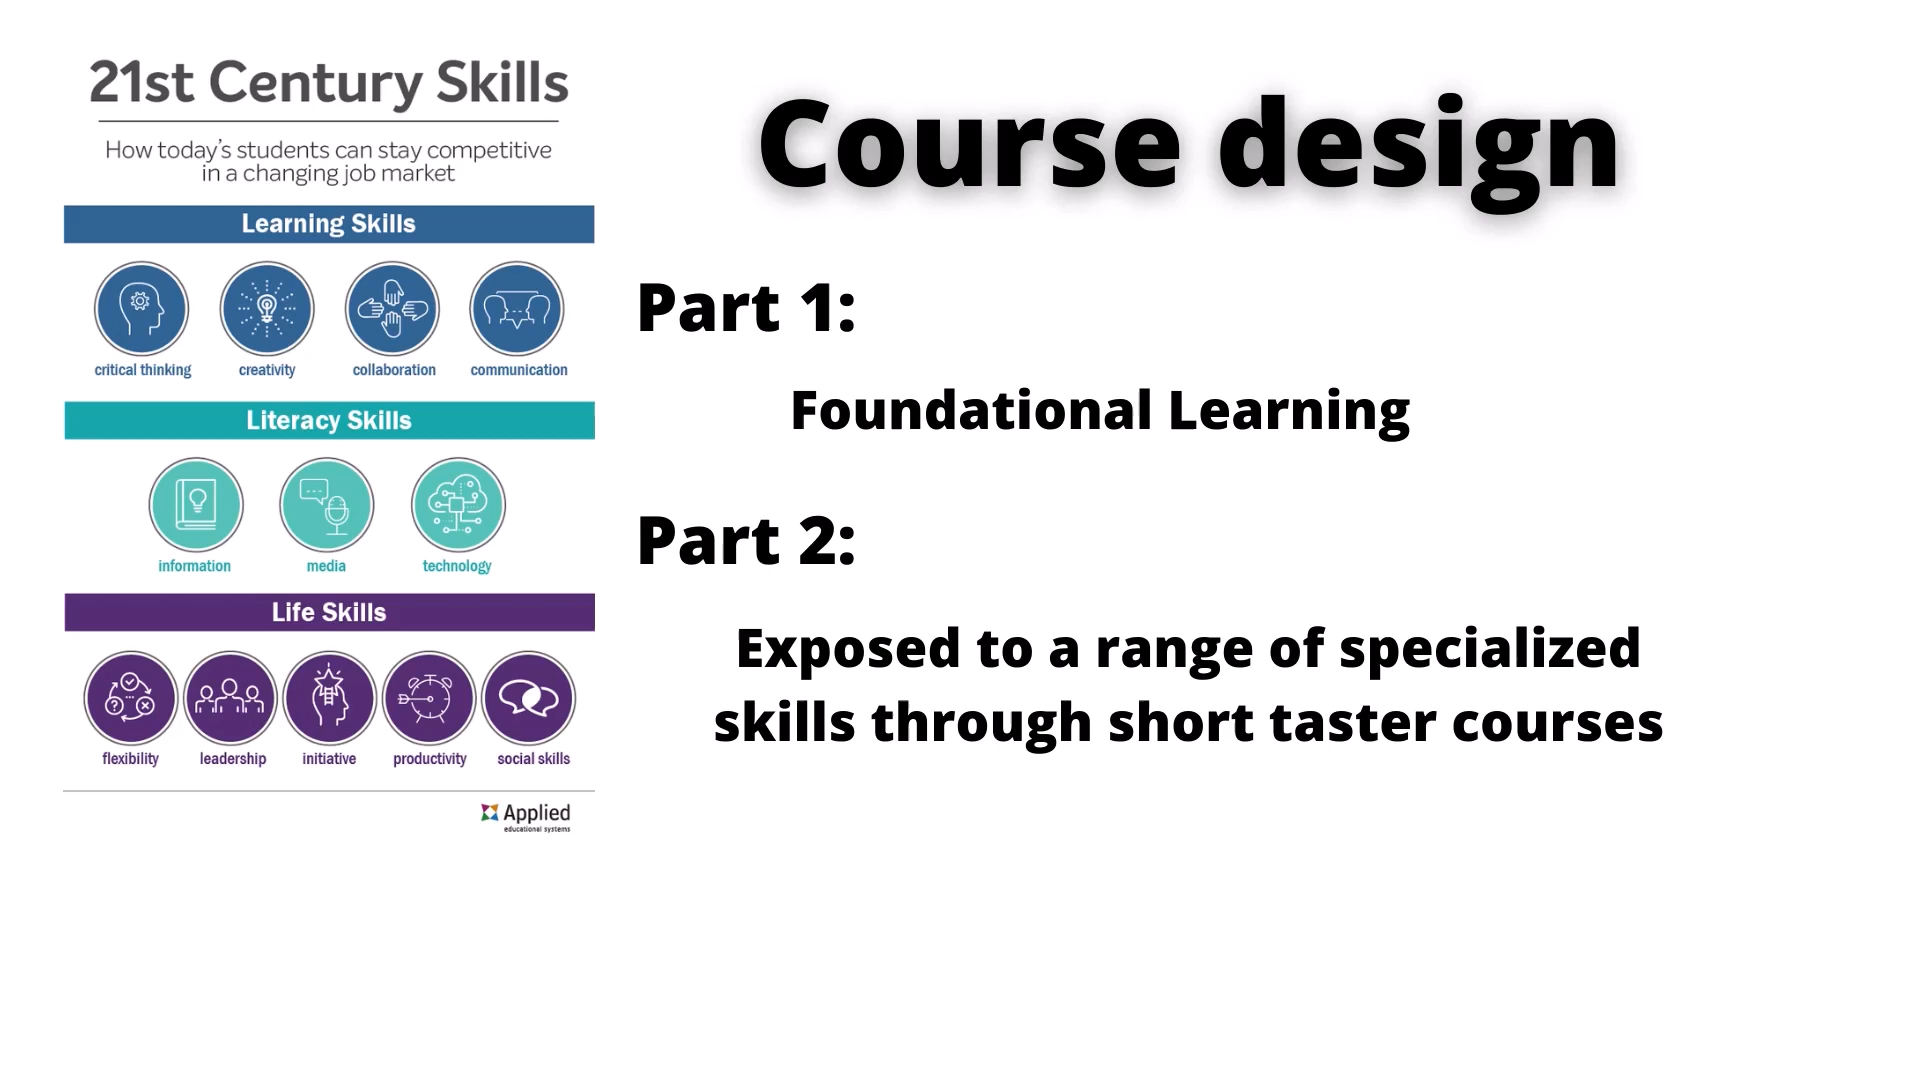 21st Century Skills
How today's students can stay competitive
in a changing job market
Learning Skills
critical thinking
creativity
collaboration
communication
Literacy Skills
information
media
technology
Life Skills
flexibility
leadership
initiative
productivity
social skills
Applied
educational systems
Course design
Part 1:
Foundational Learning
Part 2:
Exposed to a range of specialized
skills through short taster courses